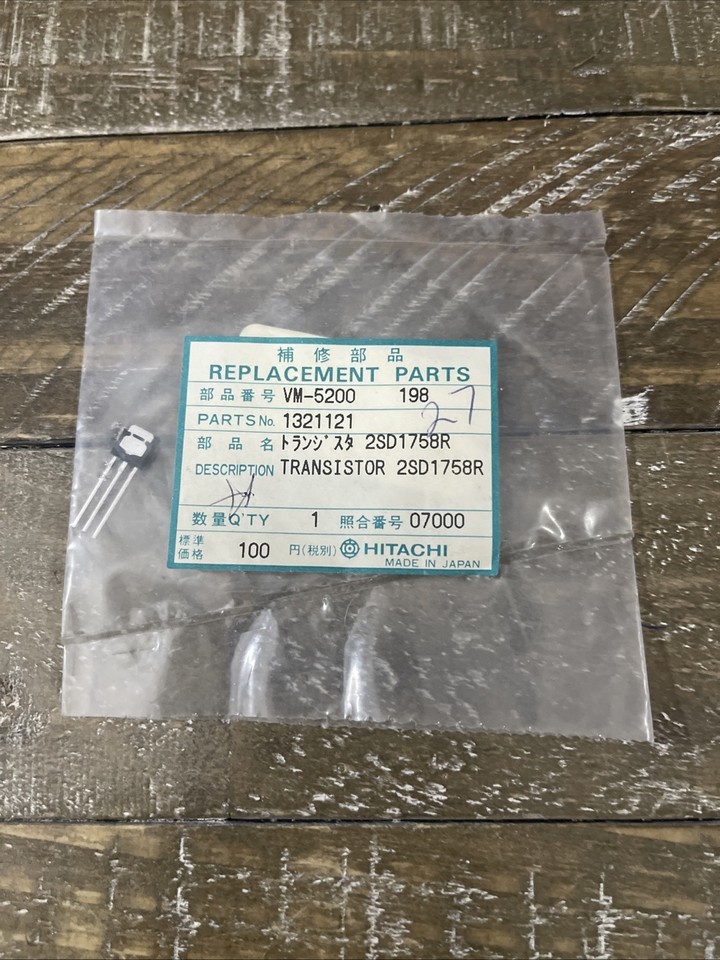 補修部品
REPLACEMENT PARTS
部品番号 VM-5200 198
27
PARTS No. 1321121
部品名 トランジスタ 2SD1758R
DESCRIPTION TRANSISTOR 2SD1758R
数量Q'TY 1 照合番号 07000
標準価格 100 円(税別) HITACHI
MADE IN JAPAN